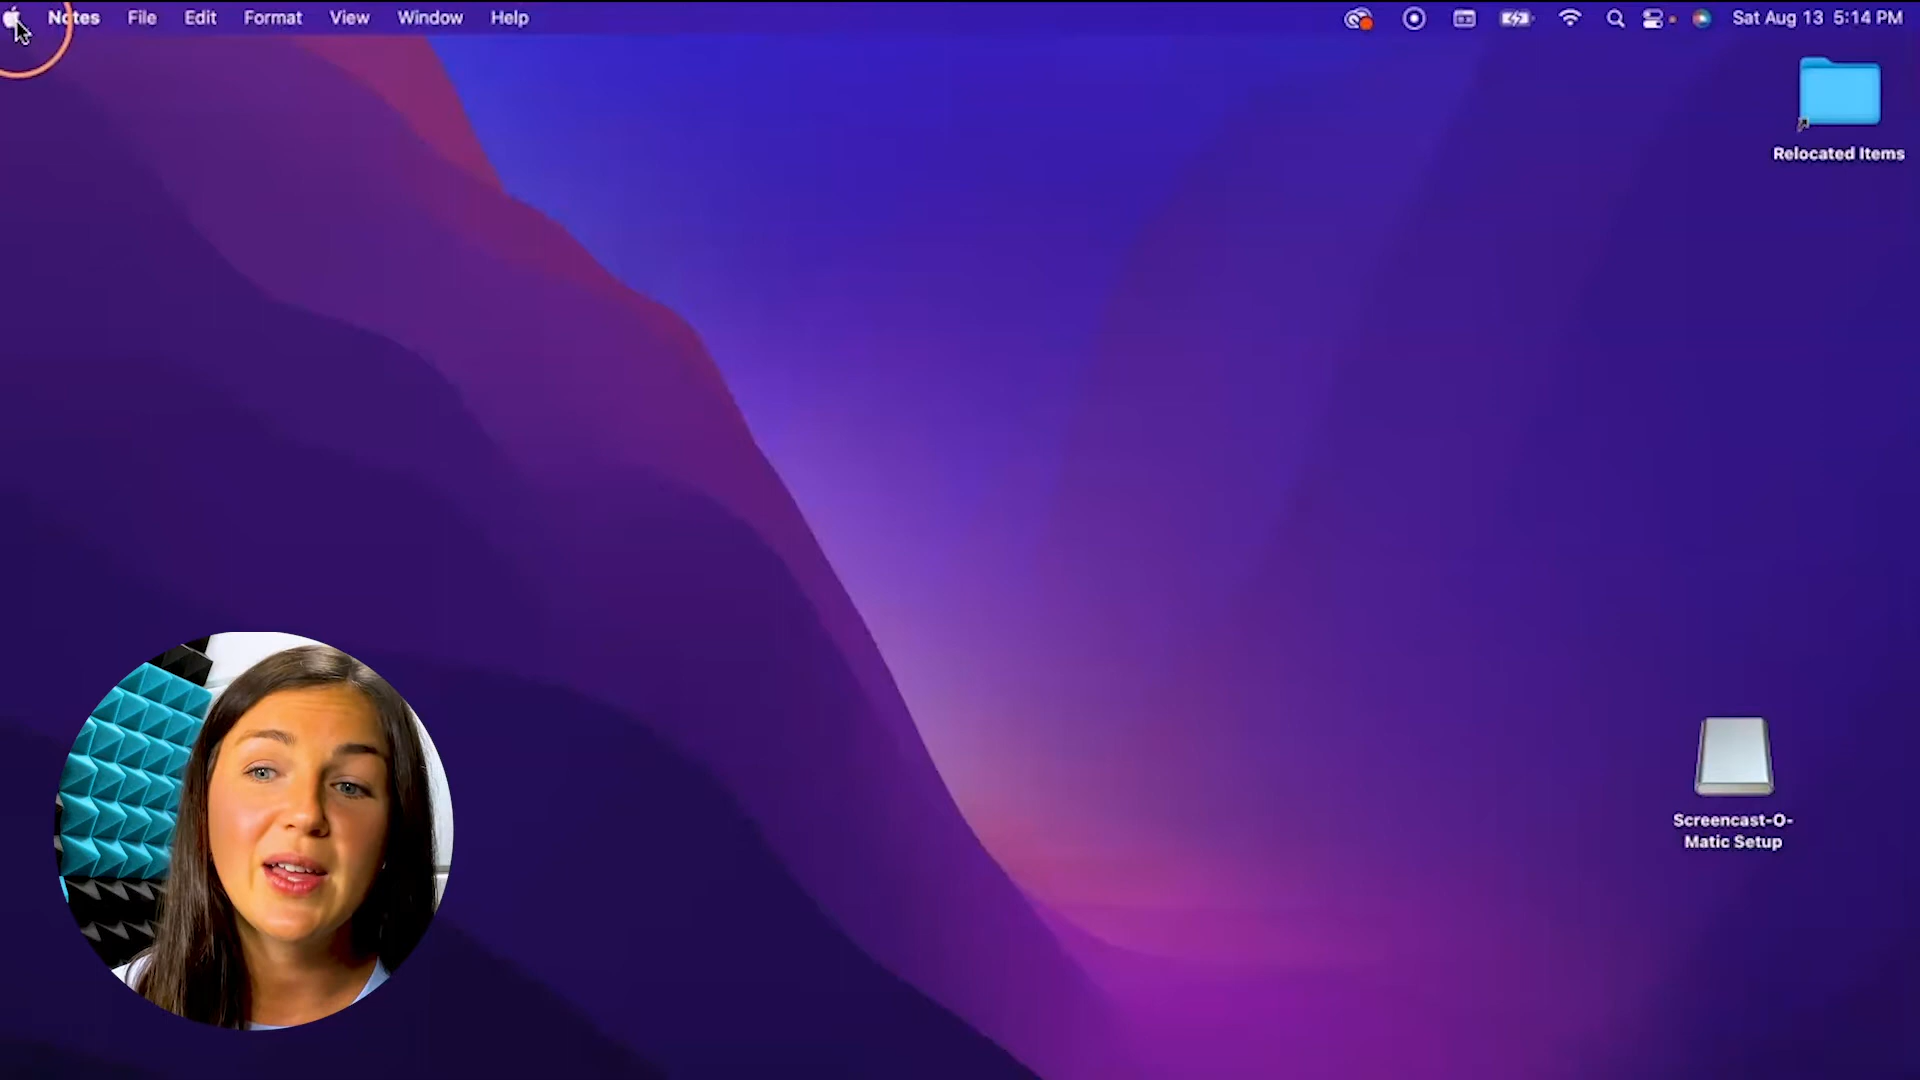 Notes File Edit Format View Window Help Sat Aug 13 5:14 PM
Relocated Items
Screencast-O-
Matic Setup